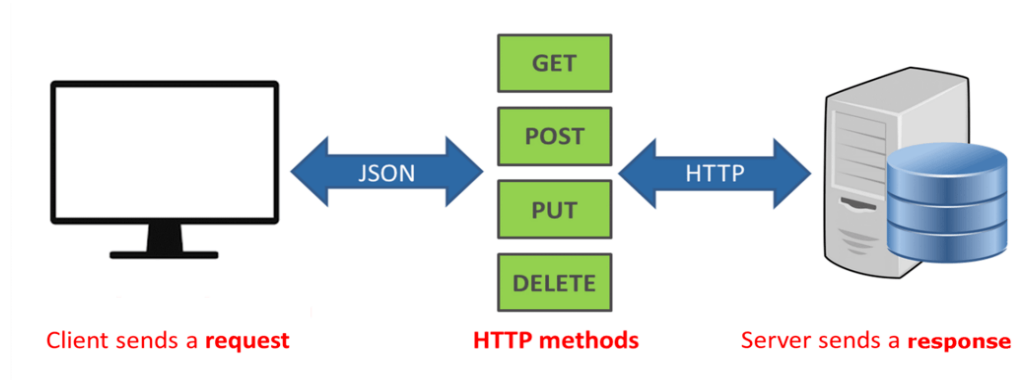 GET
POST
JSON
HTTP
PUT
DELETE
Client sends a request
HTTP methods
Server sends a response